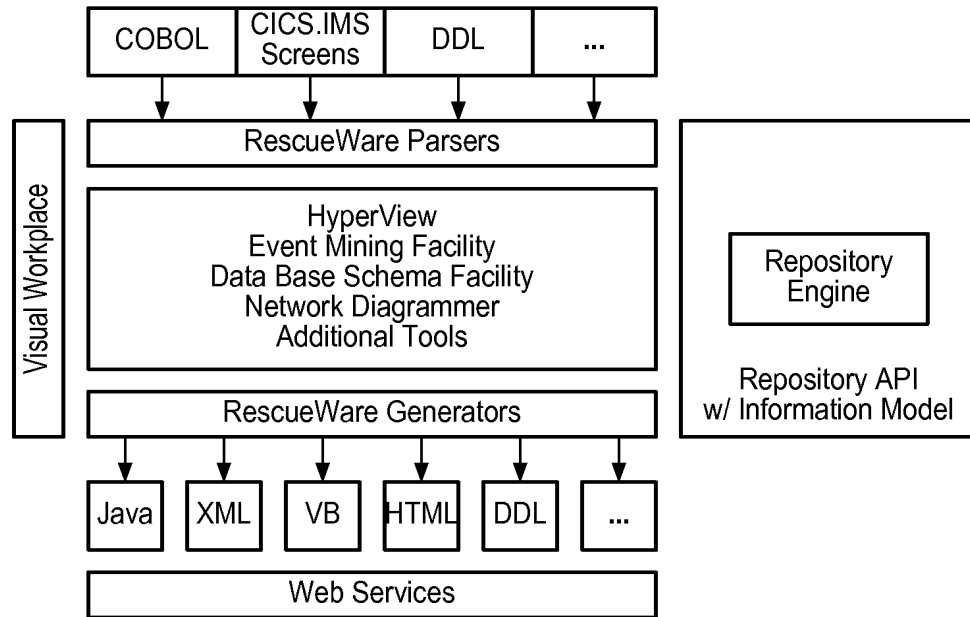 COBOL
CICS.IMS
Screens
DDL
...
RescueWare Parsers
Visual Workplace
HyperView
Event Mining Facility
Data Base Schema Facility
Network Diagrammer
Additional Tools
Repository
Engine
Repository API
w/ Information Model
RescueWare Generators
Java
XML
VB
HTML
DDL
...
Web Services